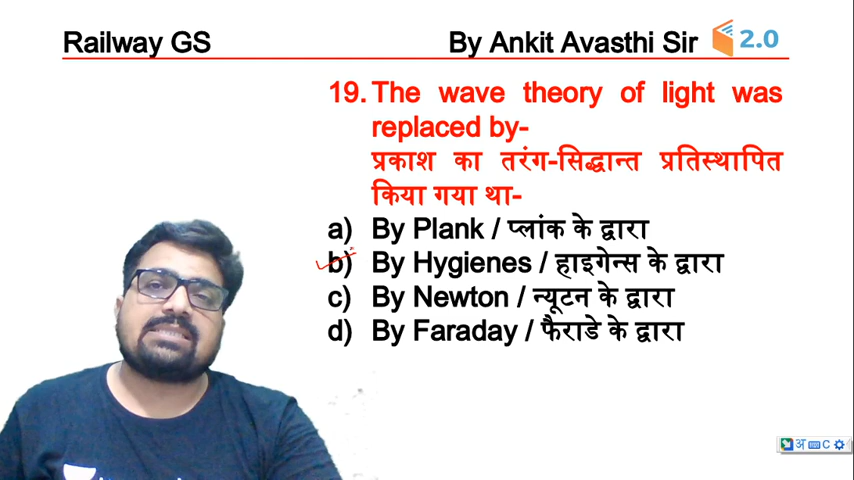 Railway GS
By Ankit Avasthi Sir 2.0
19. The wave theory of light was
replaced by-
प्रकाश का तरंग-सिद्धान्त प्रतिस्थापित
किया गया था-
a) By Plank / प्लांक के द्वारा
b) By Hygienes / हाइगेन्स के द्वारा
c) By Newton / न्यूटन के द्वारा
d) By Faraday / फैराडे के द्वारा
अ C